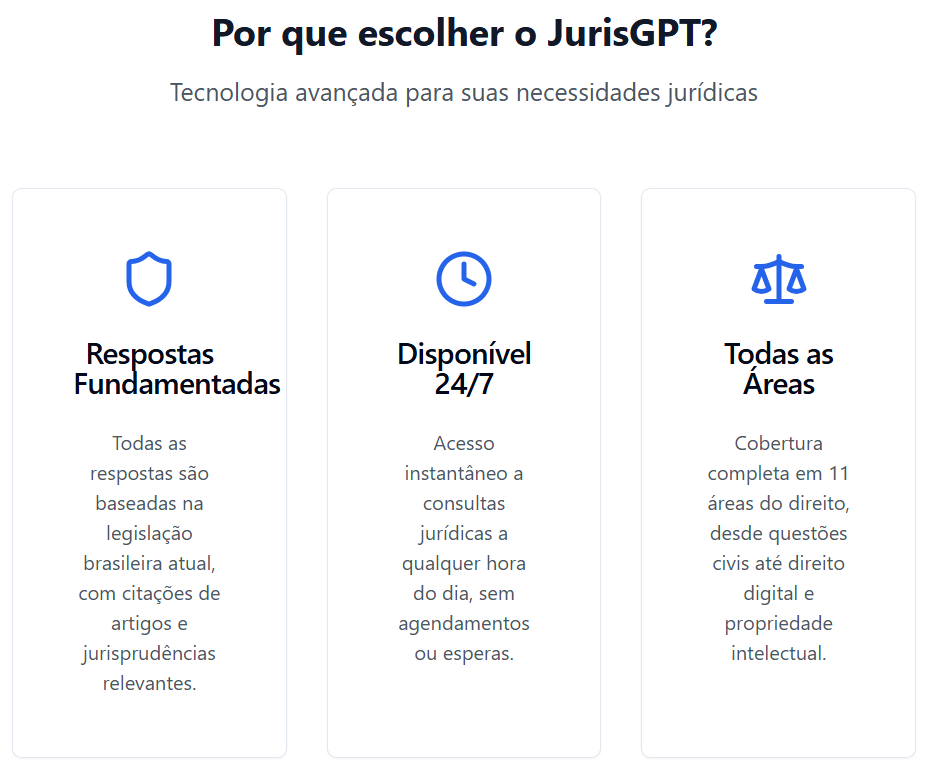 Por que escolher o JurisGPT?
Tecnologia avançada para suas necessidades jurídicas
Respostas
Fundamentadas
Todas as
respostas são
baseadas na
legislação
brasileira atual,
com citações de
artigos e
jurisprudências
relevantes.
Disponível
24/7
Acesso
instantâneo a
consultas
jurídicas a
qualquer hora
do dia, sem
agendamentos
ou esperas.
Todas as
Áreas
Cobertura
completa em 11
áreas do direito,
desde questões
civis até direito
digital e
propriedade
intelectual.